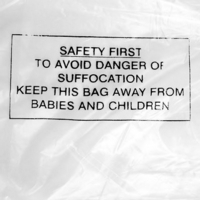 SAFETY FIRST
TO AVOID DANGER OF
SUFFOCATION
KEEP THIS BAG AWAY FROM
BABIES AND CHILDREN